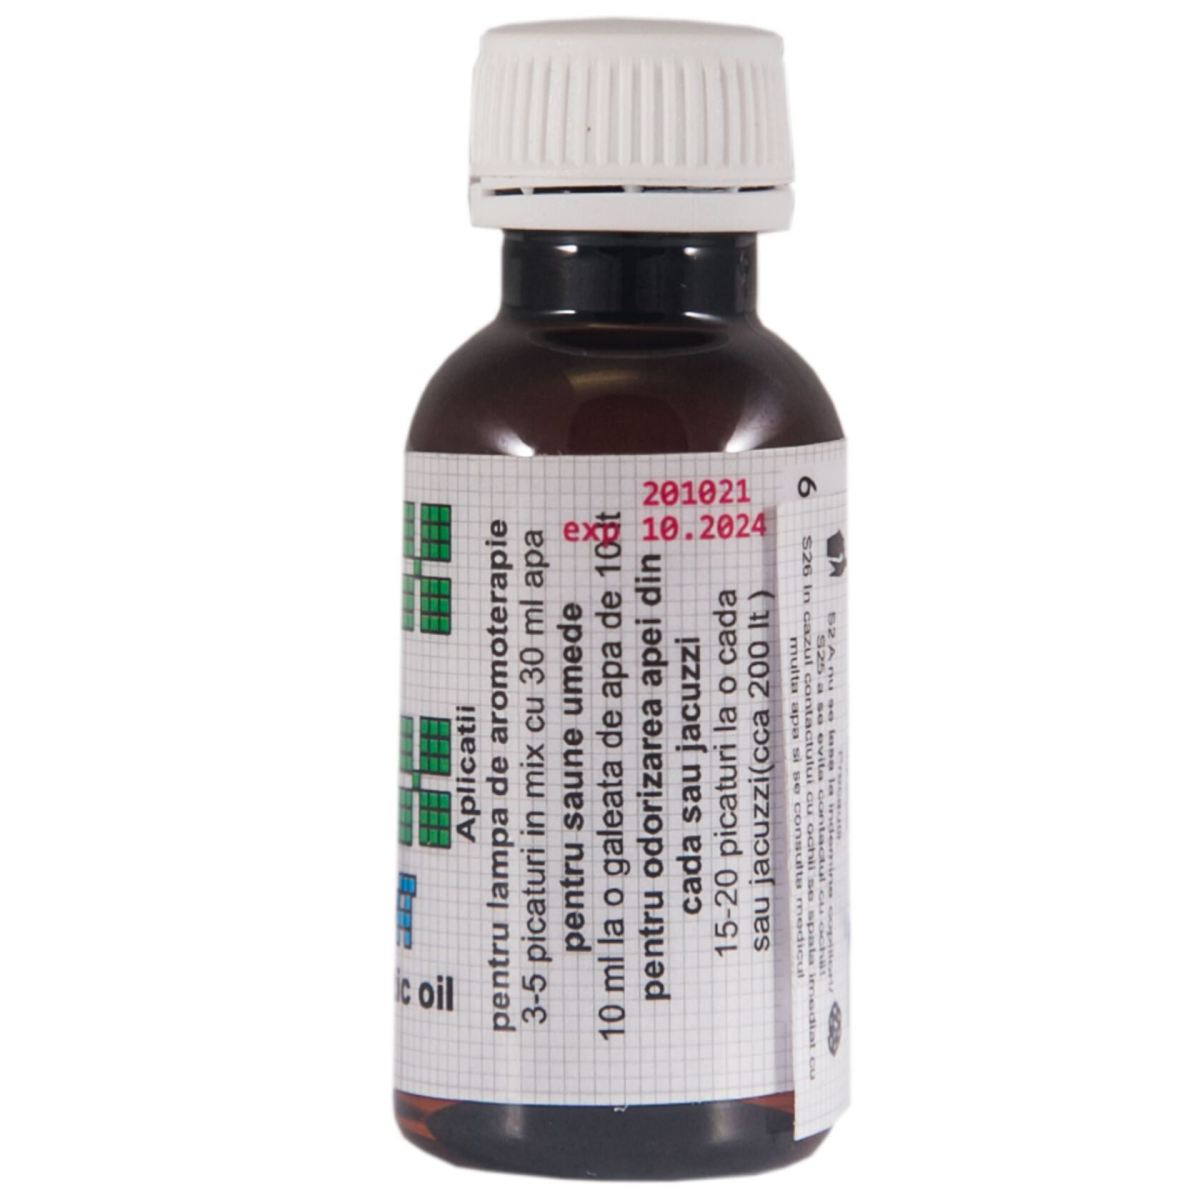 201021
exp 10.2024
ic oil
Aplicatii
pentru lampa de aromoterapie
3-5 picaturi in mix cu 30 ml apa
pentru saune umede
10 ml la o galeata de apa de 10lt
pentru odorizarea apei din
cada sau jacuzzi
15-20 picaturi la o cada
sau jacuzzi(cca 200 lt )
6
S2 A nu se lasa la indemina copiilor!
S25 a se evita contactul cu ochii!
S26 In cazul contactului cu ochii se spala imediat cu
multa apa si se consulta medicul